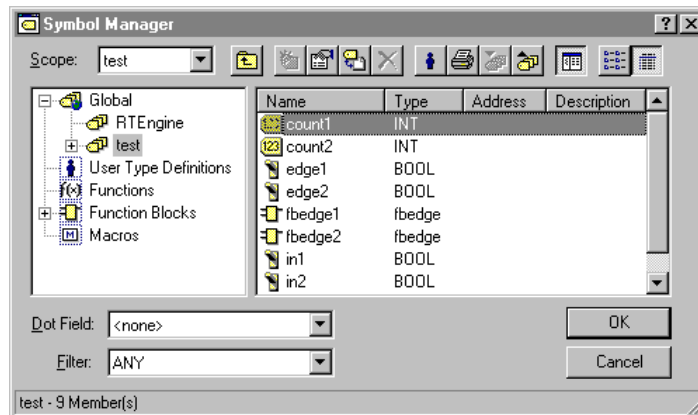 Symbol Manager
Scope: test
Global
RTEngine
test
User Type Definitions
f(x) Functions
Function Blocks
M Macros
Name Type Address Description
count1 INT
123 count2 INT
edge1 BOOL
edge2 BOOL
fbedge1 fbedge
fbedge2 fbedge
in1 BOOL
in2 BOOL
Dot Field: <none>
OK
Filter: ANY
Cancel
test - 9 Member(s)